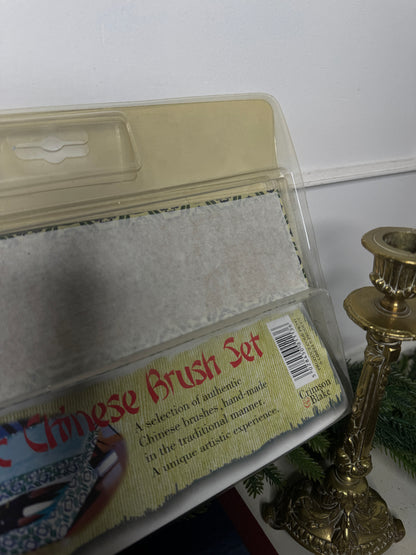 Chinese Brush Set
A selection of authentic
Chinese brushes, hand-made
in the traditional manner.
A unique artistic experience.
Crimson
& Blake